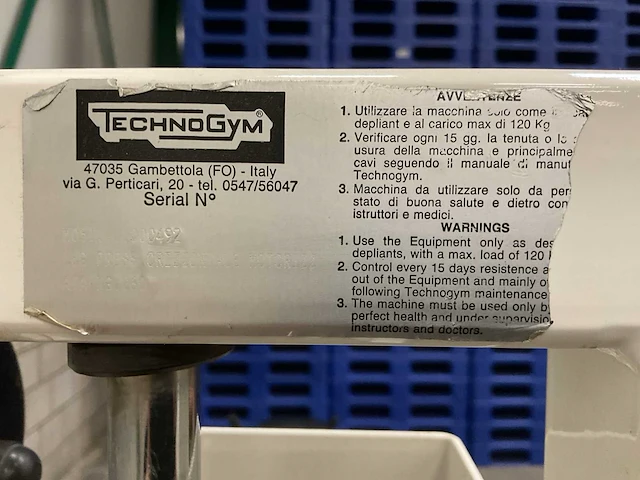 TECHNOGYM®
47035 Gambettola (FO) - Italy
via G. Perticari, 20 - tel. 0547/56047
Serial N°
1. Utilizzare la macchina solo come
depliant e al carico max di 120 Kg
2. Verificare ogni 15 gg. la tenuta o
usura della macchina e principalme
cavi seguendo il manuale di manut
Technogym.
3. Macchina da utilizzare solo da per
stato di buona salute e dietro con
istruttori e medici.
WARNINGS
1. Use the Equipment only as des
depliants, with a max. load of 120
2. Control every 15 days resistance a
out of the Equipment and mainly o
following Technogym maintenance
3. The machine must be used only b
perfect health and under supervision
instructors and doctors.